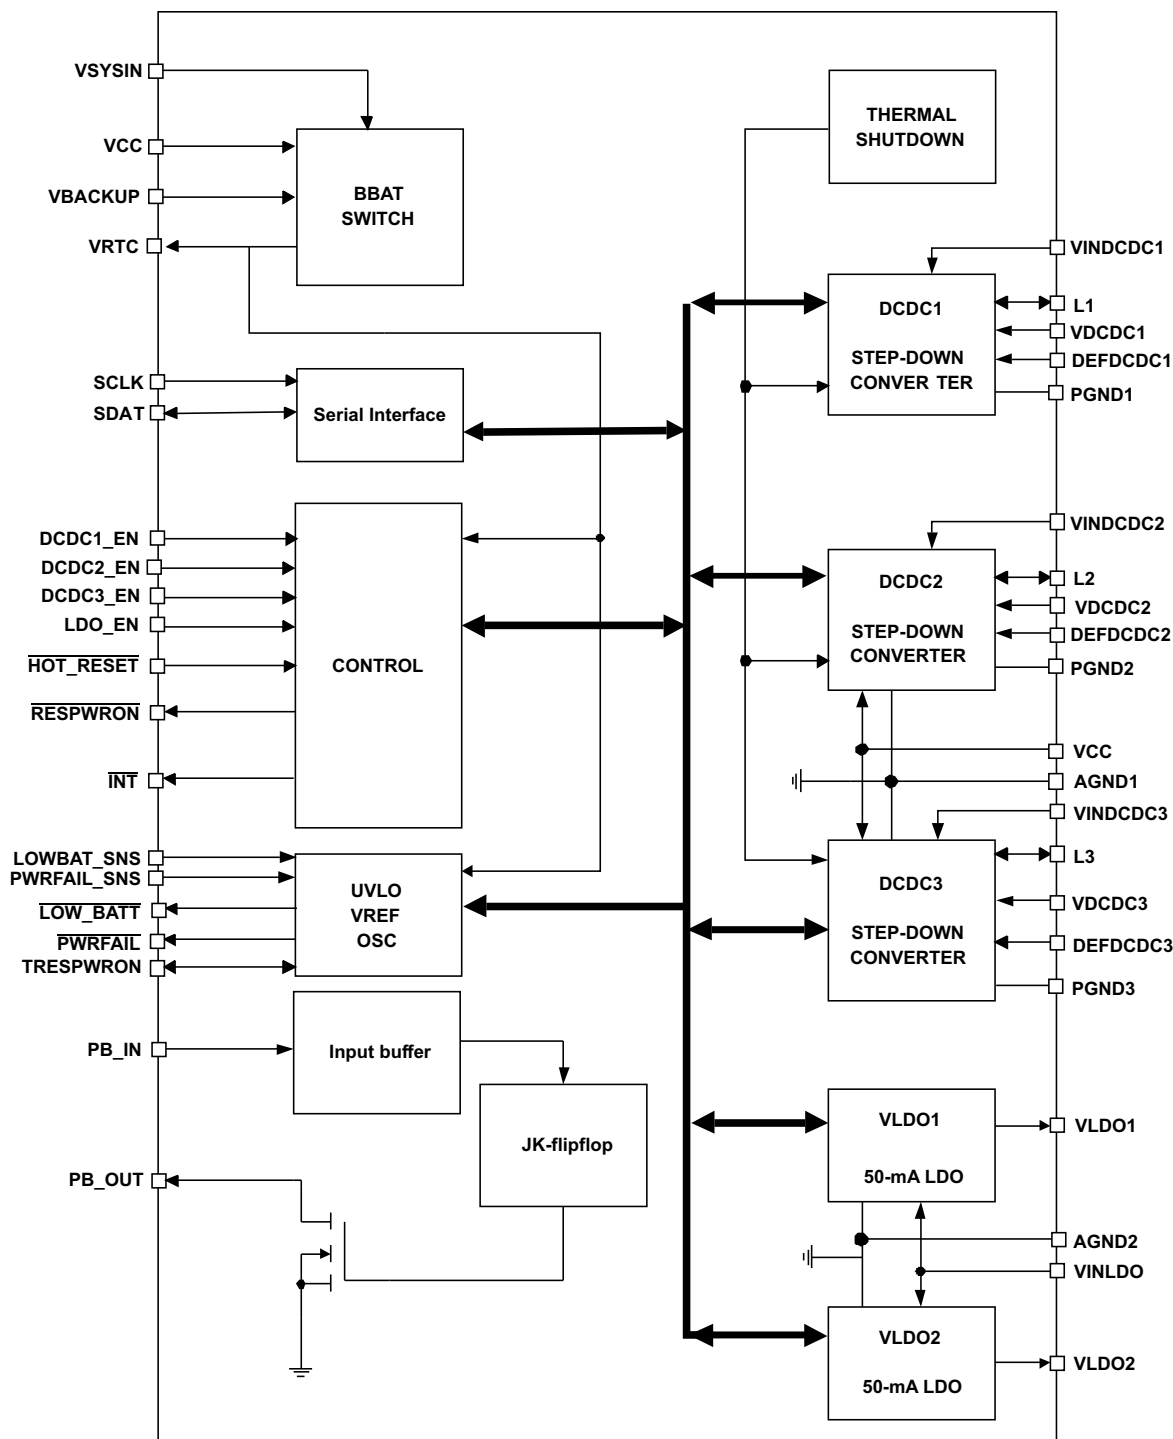 VSYSIN
VCC
VBACKUP
VRTC
BBAT
SWITCH
THERMAL
SHUTDOWN
SCLK
SDAT
Serial Interface
VINDCDC1
L1
VDCDC1
DEFDCDC1
PGND1
DCDC1
STEP-DOWN
CONVER TER
DCDC1_EN
DCDC2_EN
DCDC3_EN
LDO_EN
HOT_RESET
RESPWRON
INT
CONTROL
VINDCDC2
L2
VDCDC2
DEFDCDC2
PGND2
DCDC2
STEP-DOWN
CONVERTER
VCC
AGND1
VINDCDC3
L3
VDCDC3
DEFDCDC3
PGND3
DCDC3
STEP-DOWN
CONVERTER
LOWBAT_SNS
PWRFAIL_SNS
LOW_BATT
PWRFAIL
TRESPWRON
UVLO
VREF
OSC
PB_IN
Input buffer
JK-flipflop
PB_OUT
VLDO1
50-mA LDO
VLDO1
AGND2
VINLDO
VLDO2
50-mA LDO
VLDO2